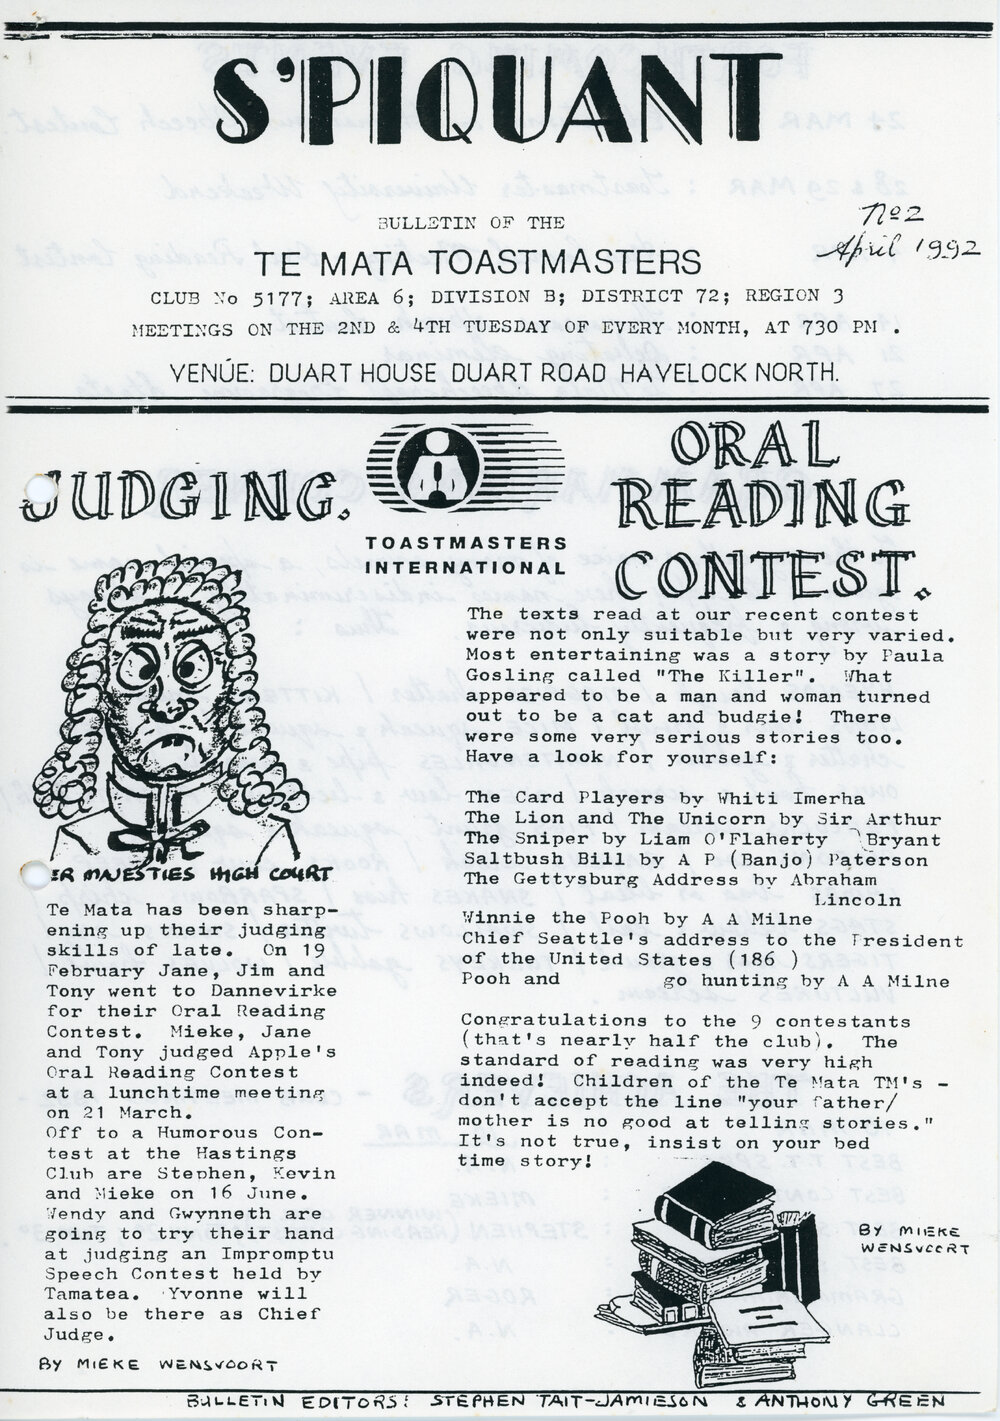 S'PIQUANT
No 2
April 1992
BULLETIN OF THE
TE MATA TOASTMASTERS
CLUB No 5177; AREA 6; DIVISION B; DISTRICT 72; REGION 3
MEETINGS ON THE 2ND & 4TH TUESDAY OF EVERY MONTH, AT 730 PM .
VENUE: DUART HOUSE DUART ROAD HAVELOCK NORTH.
JUDGING.
TOASTMASTERS
INTERNATIONAL
ER MAJESTIES HIGH COURT
Te Mata has been sharp-
ening up their judging
skills of late. On 19
February Jane, Jim and
Tony went to Dannevirke
for their Oral Reading
Contest. Mieke, Jane
and Tony judged Apple's
Oral Reading Contest
at a lunchtime meeting
on 21 March.
Off to a Humorous Con-
test at the Hastings
Club are Stephen, Kevin
and Mieke on 16 June.
Wendy and Gwynneth are
going to try their hand
at judging an Impromptu
Speech Contest held by
Tamatea. Yvonne will
also be there as Chief
Judge.
BY MIEKE WENSVOORT
ORAL
READING
CONTEST.
The texts read at our recent contest
were not only suitable but very varied.
Most entertaining was a story by Paula
Gosling called "The Killer". What
appeared to be a man and woman turned
out to be a cat and budgie! There
were some very serious stories too.
Have a look for yourself:
The Card Players by Whiti Imerha
The Lion and The Unicorn by Sir Arthur
The Sniper by Liam O'Flaherty Bryant
Saltbush Bill by A P (Banjo) Paterson
The Gettysburg Address by Abraham
Lincoln
Winnie the Pooh by A A Milne
Chief Seattle's address to the President
of the United States (186 )
Pooh and go hunting by A A Milne
Congratulations to the 9 contestants
(that's nearly half the club). The
standard of reading was very high
indeed! Children of the Te Mata TM's -
don't accept the line "your father/
mother is no good at telling stories."
It's not true, insist on your bed
time story!
BY MIEKE
WENSVOORT
BULLETIN EDITORS: STEPHEN TAIT-JAMIESON & ANTHONY GREEN